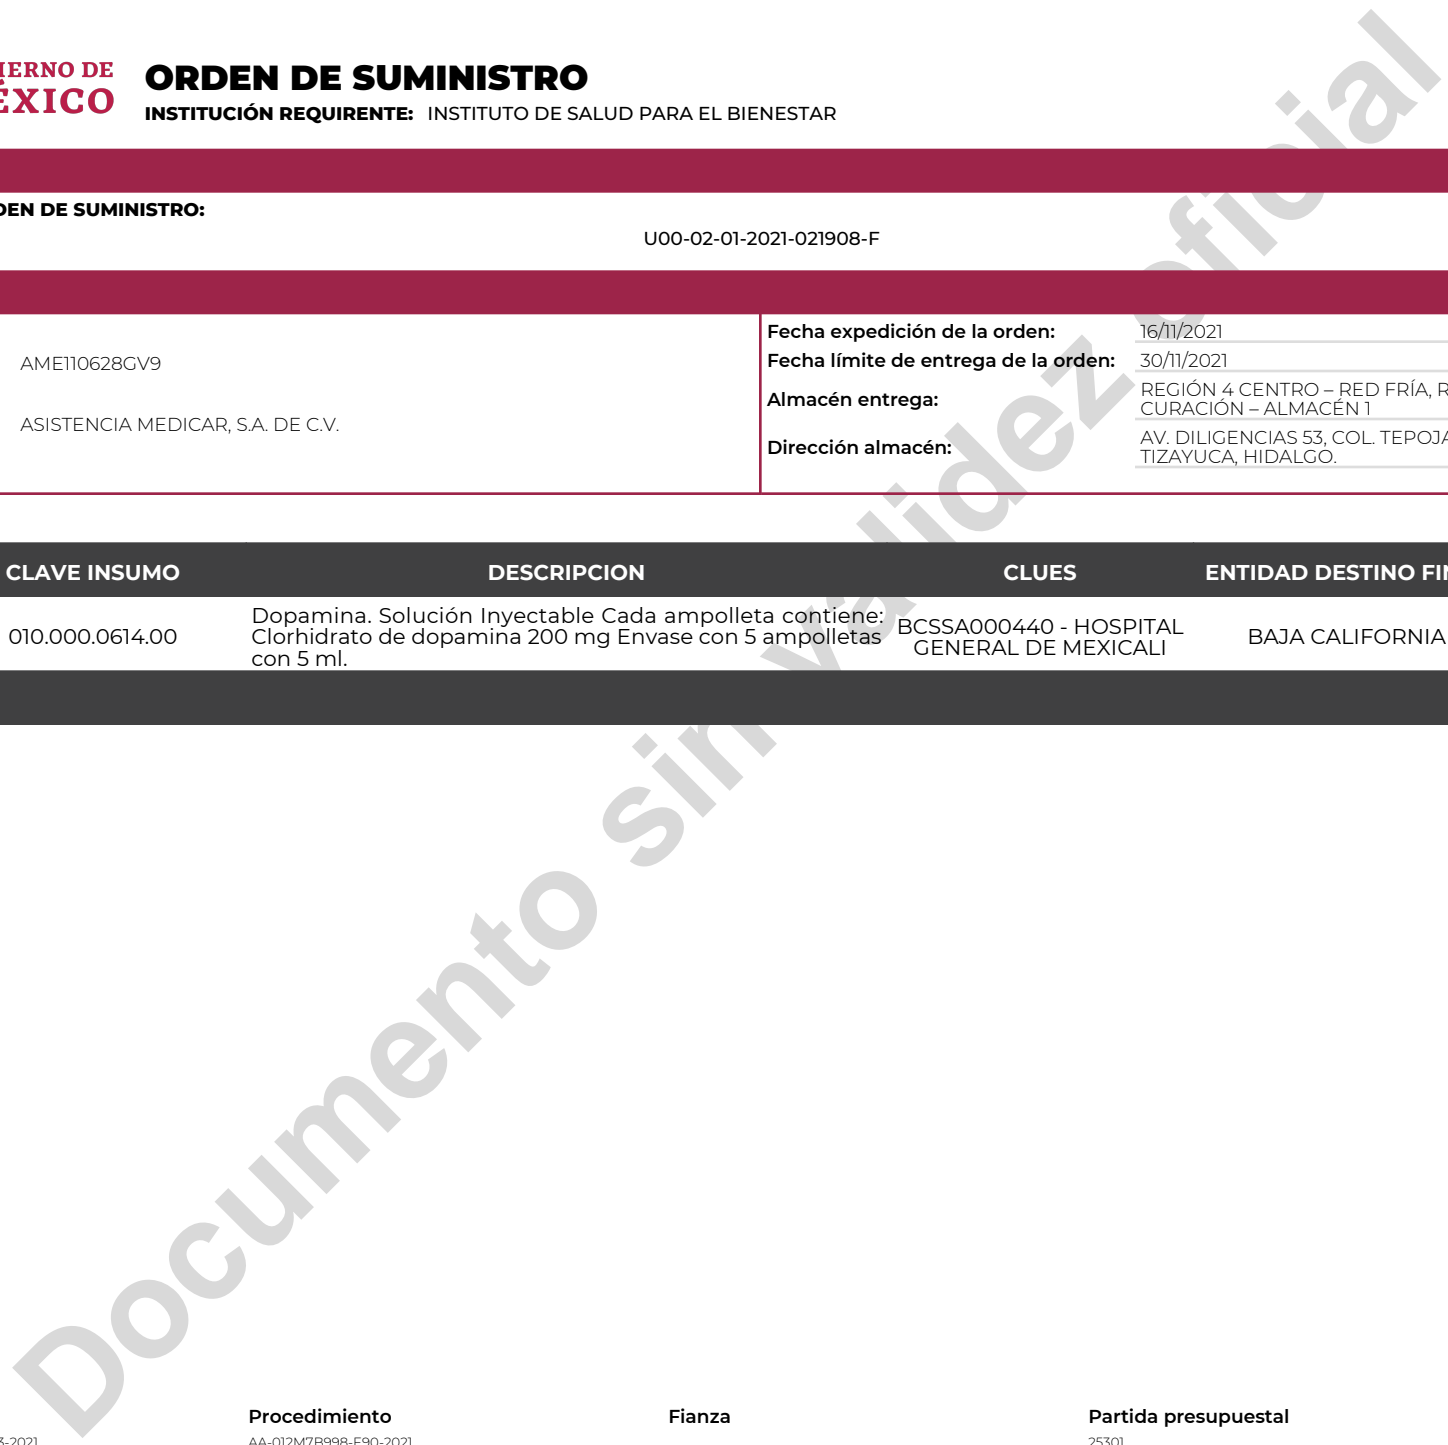 IERNO DE
ÉXICO
ORDEN DE SUMINISTRO
INSTITUCIÓN REQUIRENTE: INSTITUTO DE SALUD PARA EL BIENESTAR
DEN DE SUMINISTRO:
U00-02-01-2021-021908-F
AME110628GV9
ASISTENCIA MEDICAR, S.A. DE C.V.
Fecha expedición de la orden: 16/11/2021
Fecha límite de entrega de la orden: 30/11/2021
Almacén entrega: REGIÓN 4 CENTRO – RED FRÍA, R
CURACIÓN – ALMACÉN 1
Dirección almacén: AV. DILIGENCIAS 53, COL. TEPOJA
TIZAYUCA, HIDALGO.
CLAVE INSUMO DESCRIPCION CLUES ENTIDAD DESTINO FIN
010.000.0614.00
Dopamina. Solución Inyectable Cada ampolleta contiene:
Clorhidrato de dopamina 200 mg Envase con 5 ampolletas
con 5 ml.
BCSSA000440 - HOSPITAL
GENERAL DE MEXICALI
BAJA CALIFORNIA
Documento sin validez oficial
Procedimiento Fianza Partida presupuestal
3-2021 AA-012M7B998-E90-2021 25301